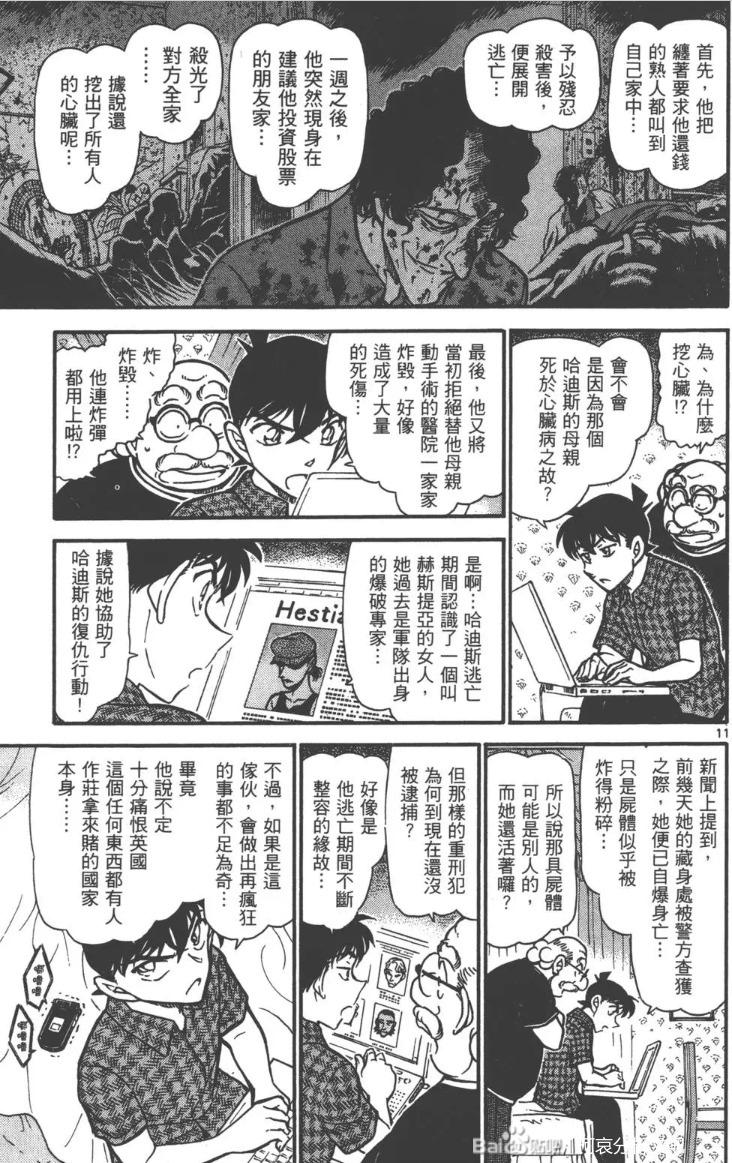 首先，他把
纏著要求他還錢
的熟人都叫到
自己家中…
予以殘忍
殺害後，
便展開
逃亡…
一週之後，
他突然現身在
建議他投資股票
的朋友家…
殺光了
對方全家
……
據說還
挖出了所有人
的心臟呢…
為、為什麼
挖心臟!?
會不會
是因為那個
哈迪斯的母親
死於心臟病之故？
最後，他又將
當初拒絕替他母親
動手術的醫院一家家
炸毀，好像
造成了大量
的死傷…
炸、
炸毀……
他連炸彈
都用上啦!?
是啊…哈迪斯逃亡
期間認識了一個叫
赫斯提亞的女人，
她過去是軍隊出身
的爆破專家…
Hestia
據說她協助了
哈迪斯的復仇行動！
11
新聞上提到，
前幾天她的藏身處被警方查獲
之際，她便已自爆身亡…
只是屍體似乎被
炸得粉碎…
所以說那具屍體
可能是別人的，
而她還活著囉？
但那樣的重刑犯
為何到現在還沒
被逮捕？
好像是
他逃亡期間不斷
整容的緣故…
不過，如果是這
傢伙，會做出再瘋狂
的事都不足為奇…
畢竟
他說不定
十分痛恨英國
這個任何東西都有人
作莊拿來賭的國家
本身……
Baidu贴吧